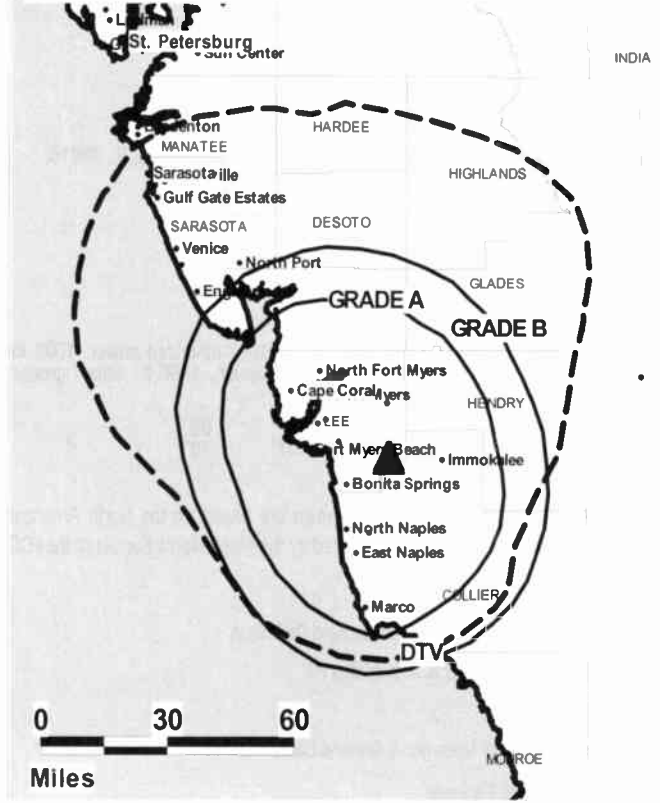 St. Petersburg
Sun Center
INDIA
HARDEE
MANATEE
HIGHLANDS
Sarasota ville
Gulf Gate Estates
SARASOTA
DESOTO
Venice
North Port
GLADES
GRADE A
GRADE B
North Fort Myers
Cape Coral
HENDRY
LEE
Immokalee
Bonita Springs
North Naples
East Naples
COLLIER
Marco
DTV
0 30 60
Miles
MONROE